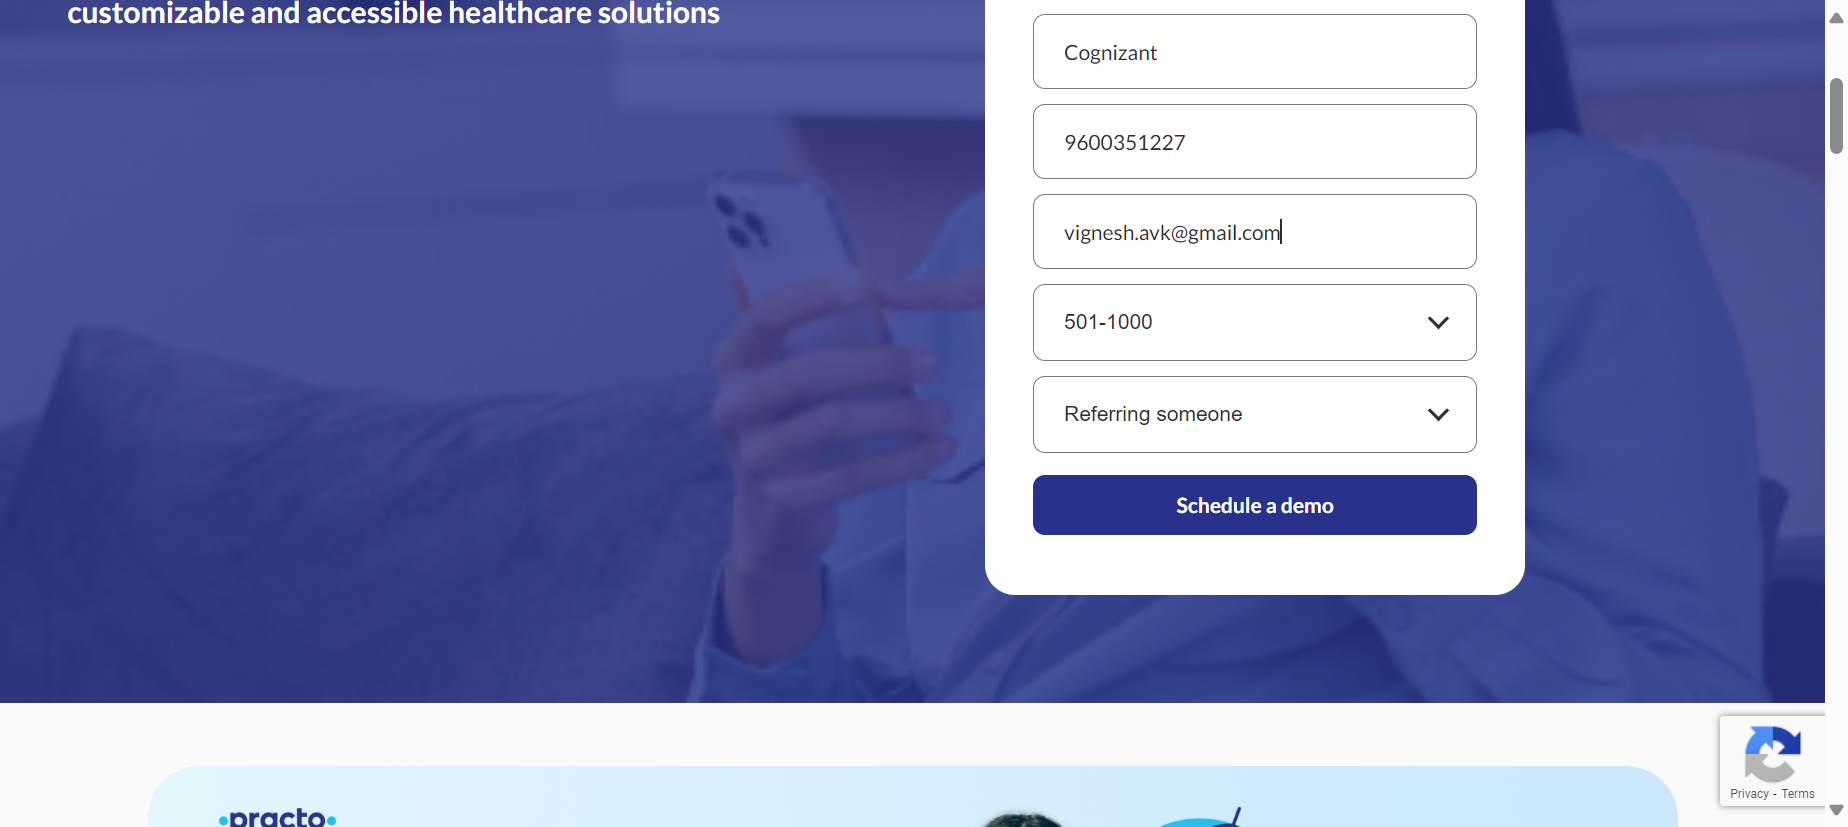 customizable and accessible healthcare solutions
Cognizant
9600351227
vignesh.avk@gmail.com
501-1000
Referring someone
Schedule a demo
Privacy - Terms
practo